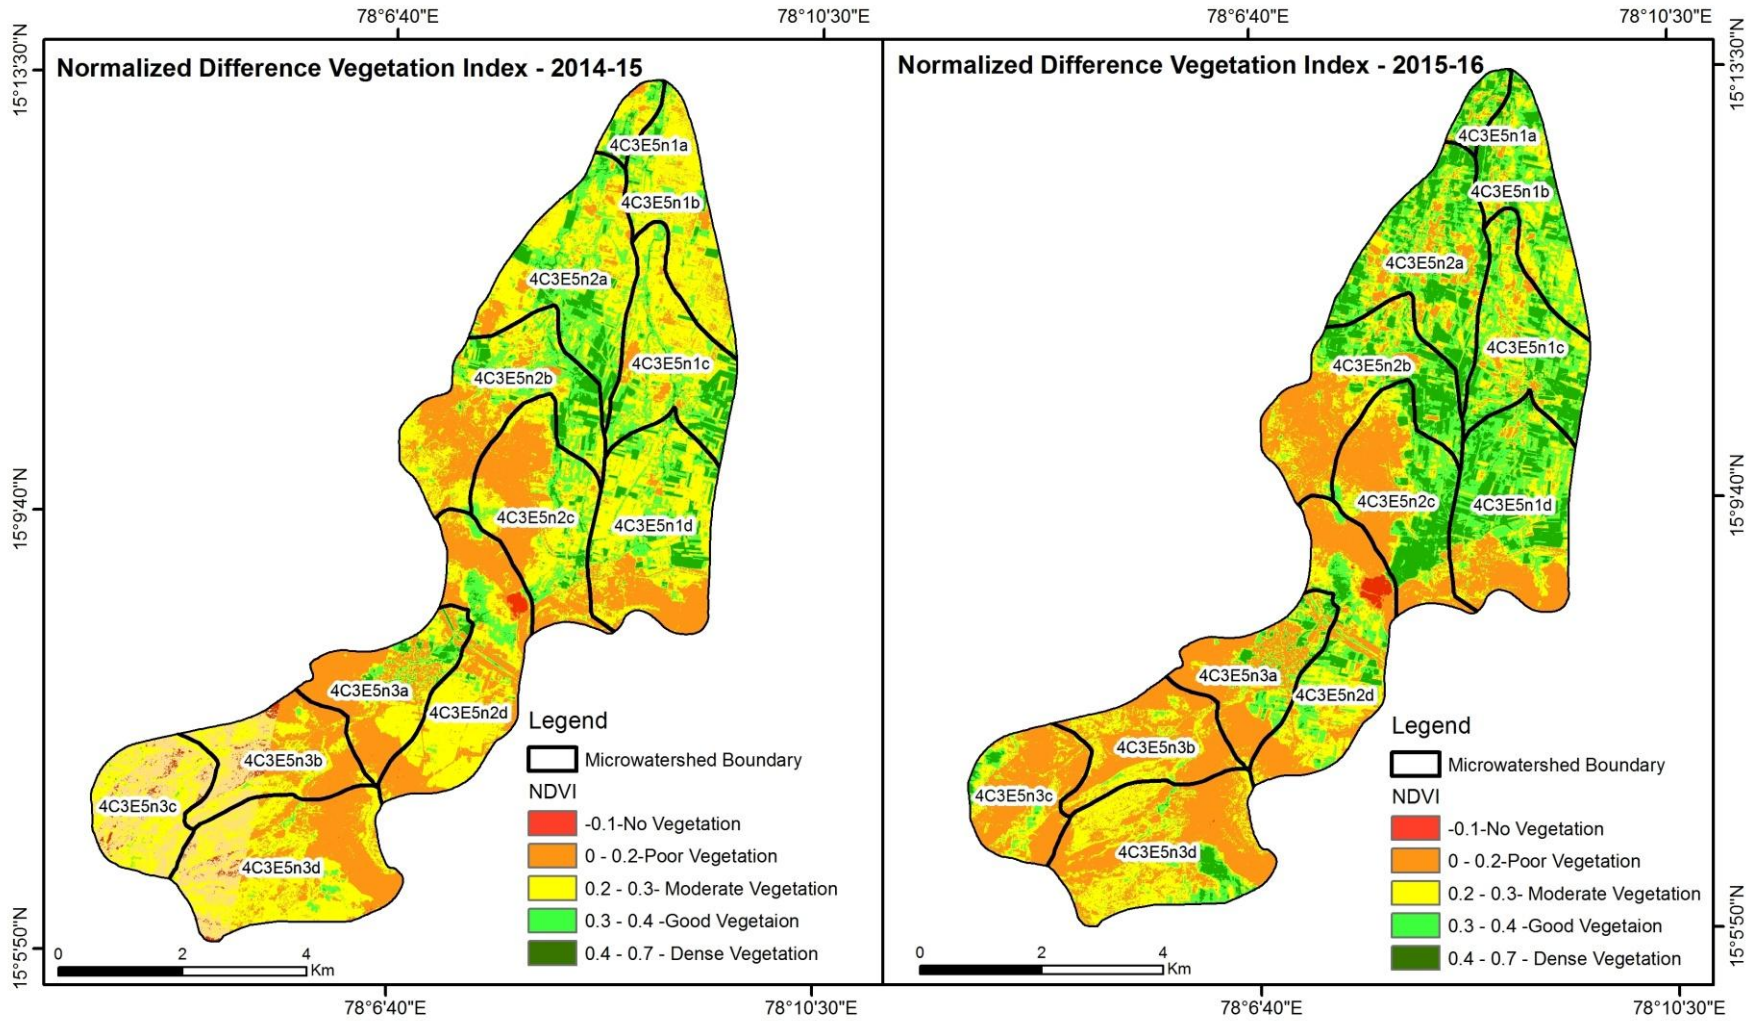 78°6'40"E
78°10'30"E
78°6'40"E
78°10'30"E
15°13'30"N
15°13'30"N
Normalized Difference Vegetation Index - 2014-15
Normalized Difference Vegetation Index - 2015-16
4C3E5n1a
4C3E5n1b
4C3E5n2a
4C3E5n1c
4C3E5n2b
4C3E5n2c
4C3E5n1d
4C3E5n3a
4C3E5n2d
4C3E5n3b
4C3E5n3c
4C3E5n3d
15°9'40"N
15°5'50"N
Legend
Microwatershed Boundary
NDVI
-0.1-No Vegetation
0 - 0.2-Poor Vegetation
0.2 - 0.3- Moderate Vegetation
0.3 - 0.4 -Good Vegetaion
0.4 - 0.7 - Dense Vegetation
0 2 4
Km
4C3E5n1a
4C3E5n1b
4C3E5n2a
4C3E5n1c
4C3E5n2b
4C3E5n2c
4C3E5n1d
4C3E5n3a
4C3E5n2d
4C3E5n3b
4C3E5n3c
4C3E5n3d
15°9'40"N
15°5'50"N
Legend
Microwatershed Boundary
NDVI
-0.1-No Vegetation
0 - 0.2-Poor Vegetation
0.2 - 0.3- Moderate Vegetation
0.3 - 0.4 -Good Vegetaion
0.4 - 0.7 - Dense Vegetation
0 2 4
Km
78°6'40"E
78°10'30"E
78°6'40"E
78°10'30"E